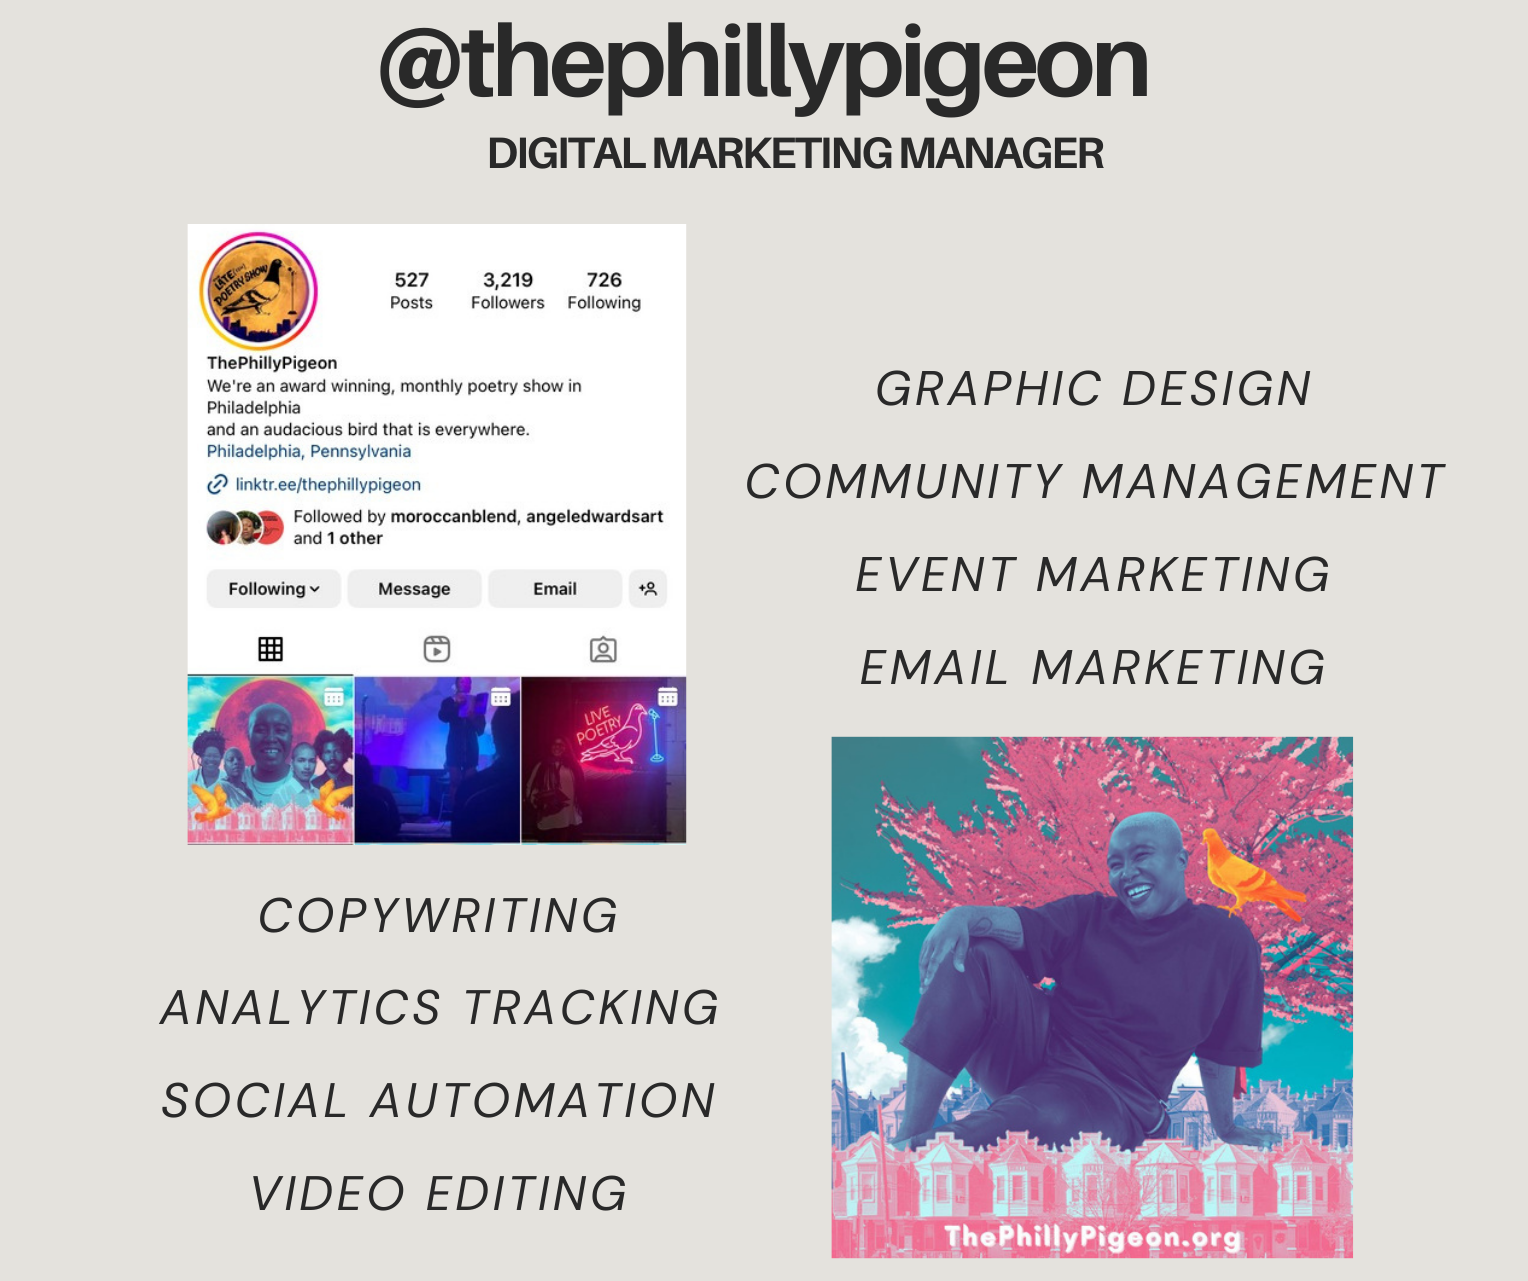 @thephillypigeon
DIGITAL MARKETING MANAGER
LATE
POETRY SHOW
527
Posts
3,219
Followers
726
Following
ThePhillyPigeon
We're an award winning, monthly poetry show in
Philadelphia
and an audacious bird that is everywhere.
Philadelphia, Pennsylvania
linktr.ee/thephillypigeon
Followed by moroccanblend, angeledwardsart
and 1 other
Following
Message
Email
LIVE
POETRY
GRAPHIC DESIGN
COMMUNITY MANAGEMENT
EVENT MARKETING
EMAIL MARKETING
COPYWRITING
ANALYTICS TRACKING
SOCIAL AUTOMATION
VIDEO EDITING
ThePhillyPigeon.org